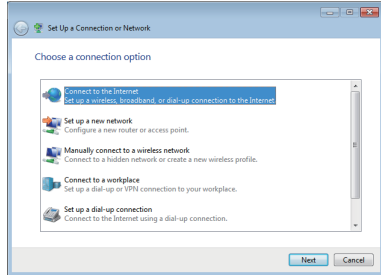 Set Up a Connection or Network
Choose a connection option
Connect to the Internet
Set up a wireless, broadband, or dial-up connection to the Internet.
Set up a new network
Configure a new router or access point.
Manually connect to a wireless network
Connect to a hidden network or create a new wireless profile.
Connect to a workplace
Set up a dial-up or VPN connection to your workplace.
Set up a dial-up connection
Connect to the Internet using a dial-up connection.
Next
Cancel